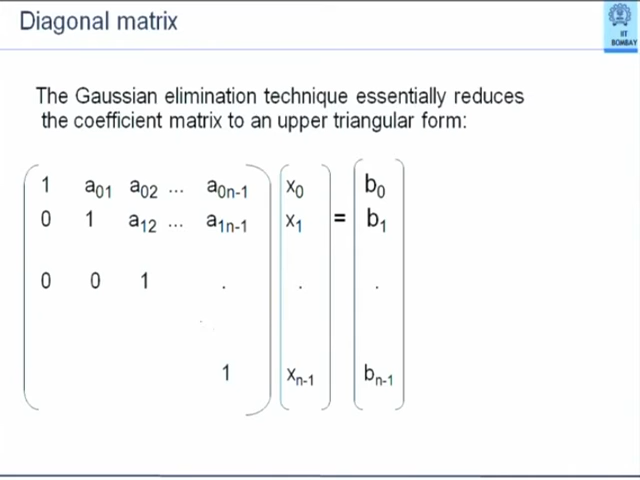 Diagonal matrix
IIT
BOMBAY
The Gaussian elimination technique essentially reduces
the coefficient matrix to an upper triangular form:
1 a01 a02 ... a0n-1 x0 b0
0 1 a12 ... a1n-1 x1 = b1
0 0 1 . . .
1 xn-1 bn-1